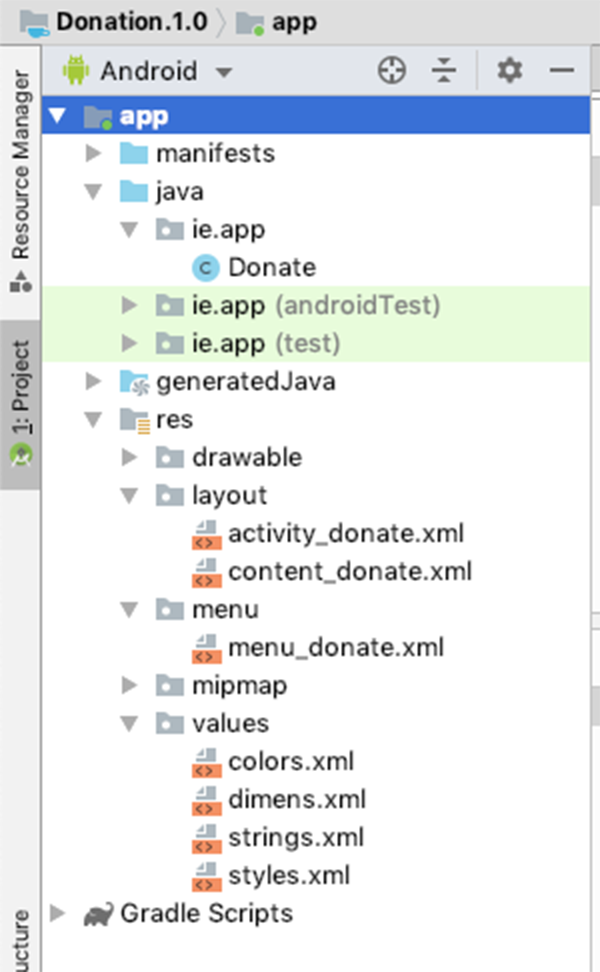 Donation.1.0 app
Android
app
manifests
java
ie.app
Donate
ie.app (androidTest)
ie.app (test)
generatedJava
res
drawable
layout
activity_donate.xml
content_donate.xml
menu
menu_donate.xml
mipmap
values
colors.xml
dimens.xml
strings.xml
styles.xml
Gradle Scripts
Resource Manager
1: Project
ucture